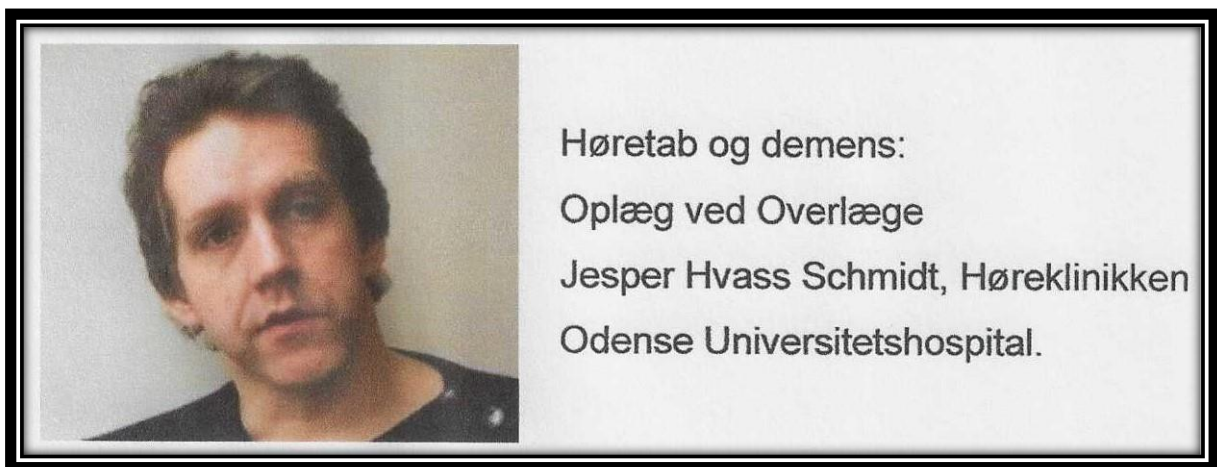 Høretab og demens:
Oplæg ved Overlæge
Jesper Hvass Schmidt, Høreklinikken
Odense Universitetshospital.